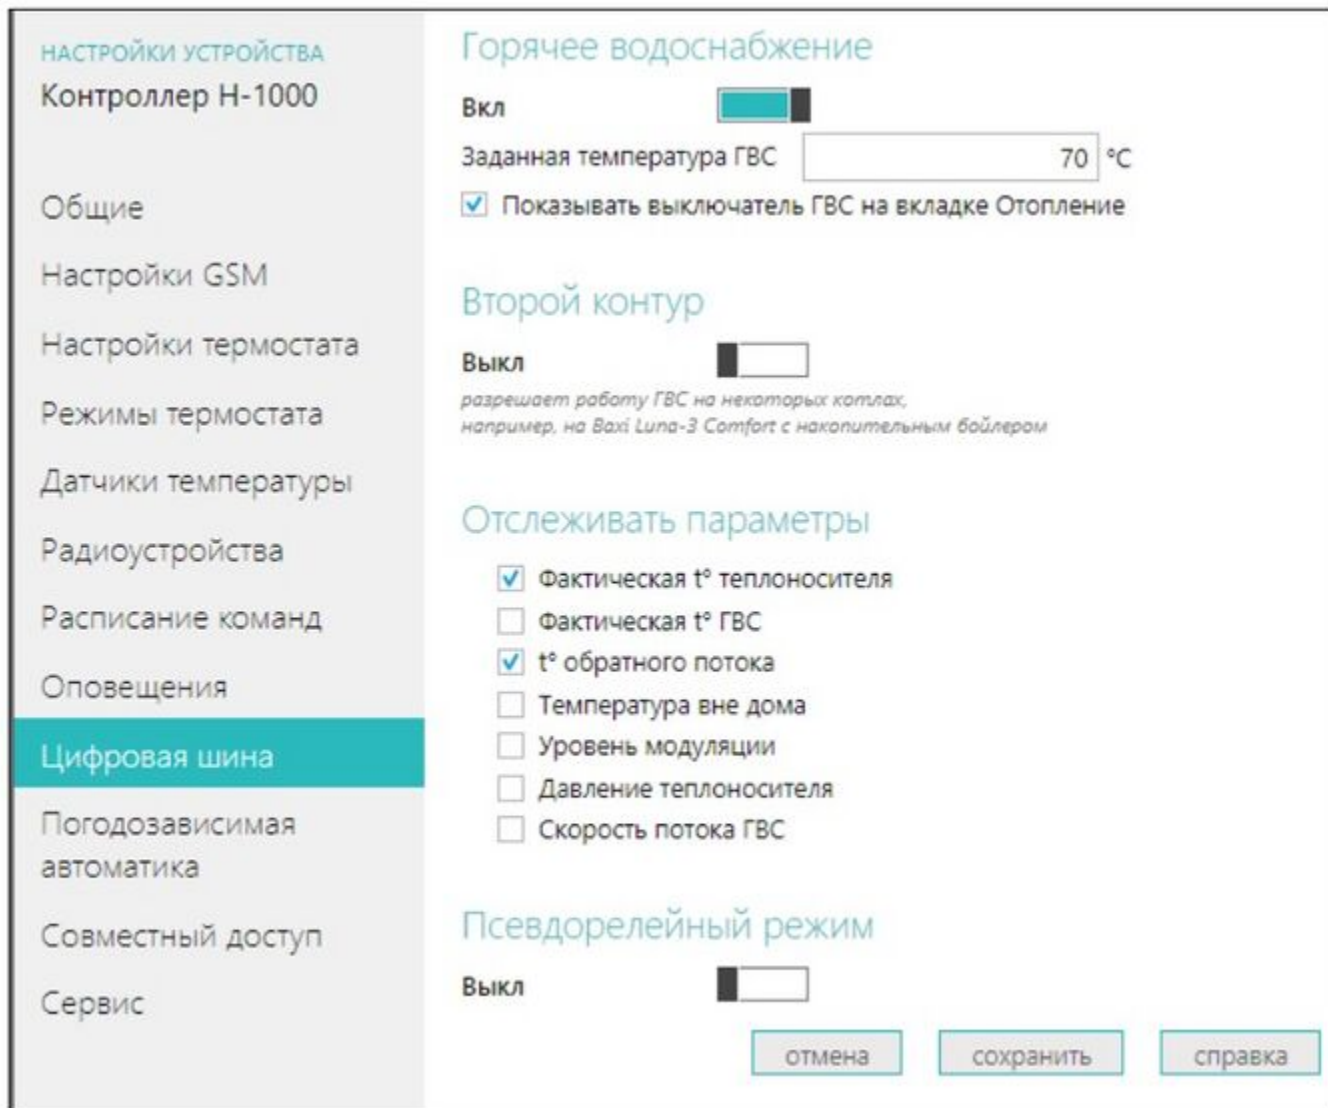 НАСТРОЙКИ УСТРОЙСТВА
Контроллер H-1000
Общие
Настройки GSM
Настройки термостата
Режимы термостата
Датчики температуры
Радиоустройства
Расписание команд
Оповещения
Цифровая шина
Погодозависимая
автоматика
Совместный доступ
Сервис
Горячее водоснабжение
Вкл
Заданная температура ГВС 70 °C
Показывать выключатель ГВС на вкладке Отопление
Второй контур
Выкл
разрешает работу ГВС на некоторых котлах,
например, на Baxi Luna-3 Comfort с накопительным бойлером
Отслеживать параметры
Фактическая t° теплоносителя
Фактическая t° ГВС
t° обратного потока
Температура вне дома
Уровень модуляции
Давление теплоносителя
Скорость потока ГВС
Псевдорелейный режим
Выкл
отмена сохранить справка